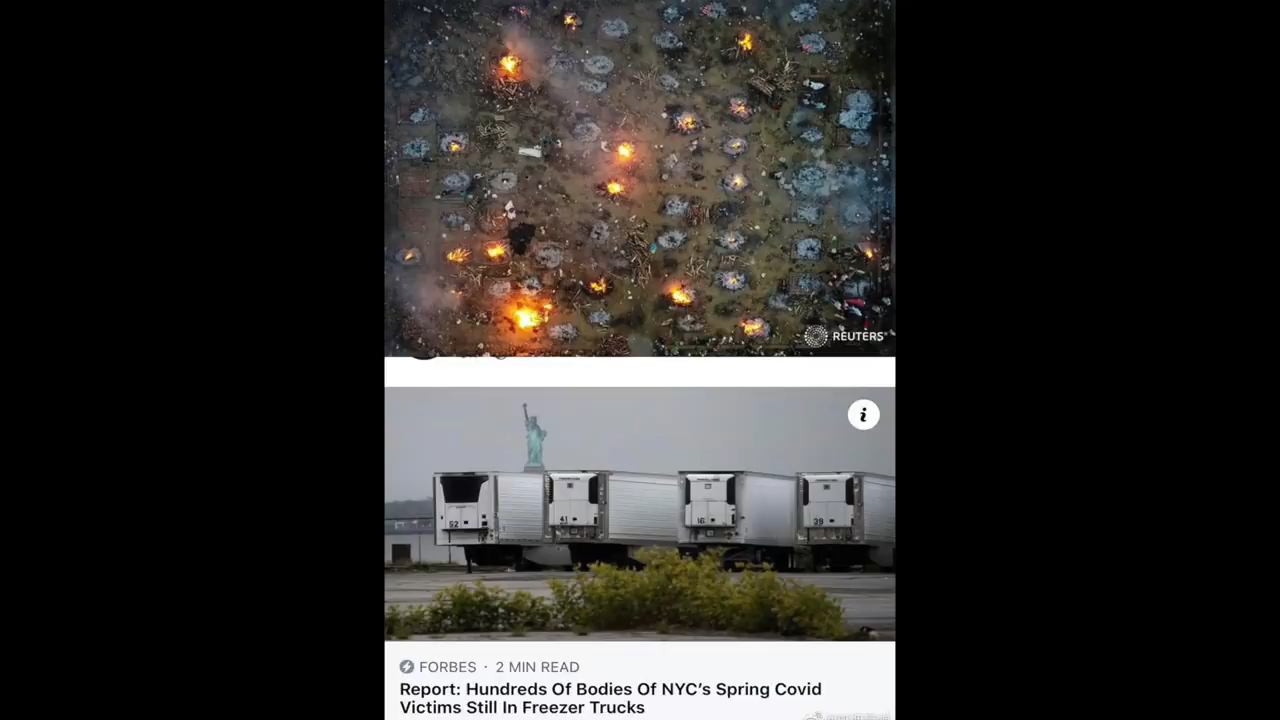 REUTERS
i
52
41
16
39
FORBES · 2 MIN READ
Report: Hundreds Of Bodies Of NYC's Spring Covid
Victims Still In Freezer Trucks